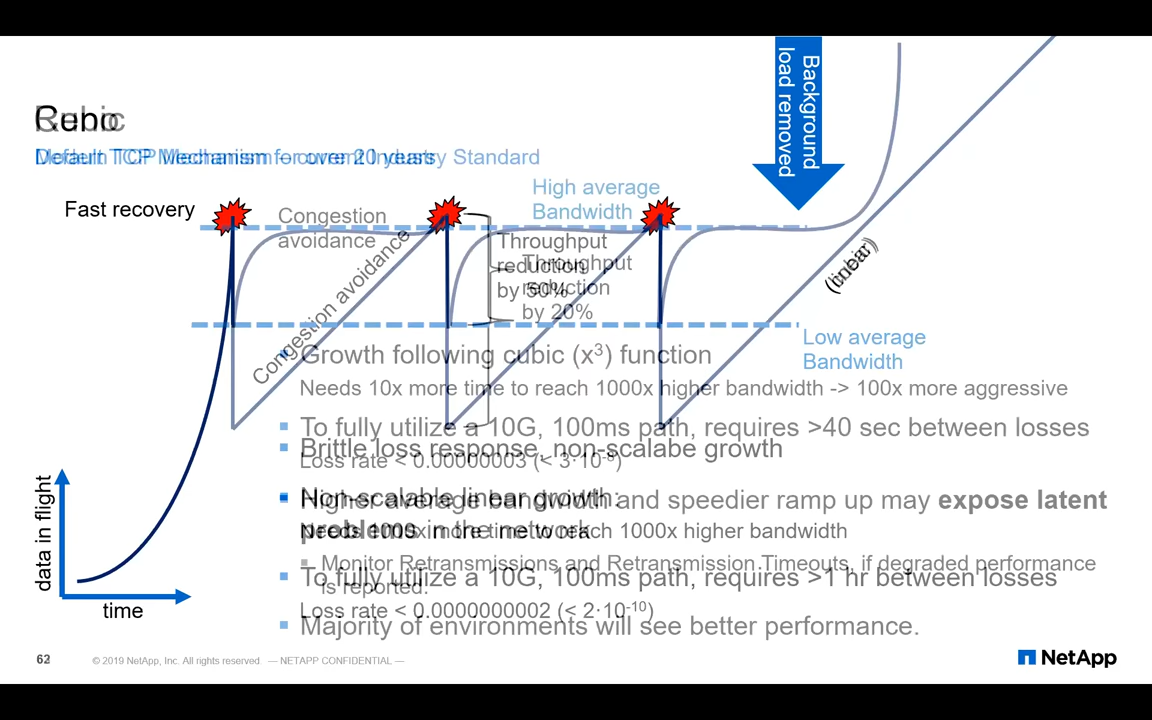 Background
load removed
Reno
Cubic
Default TCP Mechanism for over 20 years
Modern TCP Mechanism – current Industry Standard
Fast recovery
High average
Bandwidth
Congestion
avoidance
Congestion avoidance
Throughput
reduction
by 50%
Throughput
reduction
by 20%
(linear)
(cubic)
Low average
Bandwidth
Growth following cubic (x³) function
Needs 10x more time to reach 1000x higher bandwidth -> 100x more aggressive
To fully utilize a 10G, 100ms path, requires >40 sec between losses
Brittle loss response, non-scalabe growth
Loss rate < 0.00000003 (< 3·10⁻⁸)
Non-scalable linear growth:
Higher average bandwidth and speedier ramp up may expose latent
problems in the network
Needs 1000x more time to reach 1000x higher bandwidth
Monitor Retransmissions and Retransmission Timeouts, if degraded performance
is reported.
To fully utilize a 10G, 100ms path, requires >1 hr between losses
Loss rate < 0.0000000002 (< 2·10⁻¹⁰)
Majority of environments will see better performance.
data in flight
time
© 2019 NetApp, Inc. All rights reserved. — NETAPP CONFIDENTIAL —
NetApp